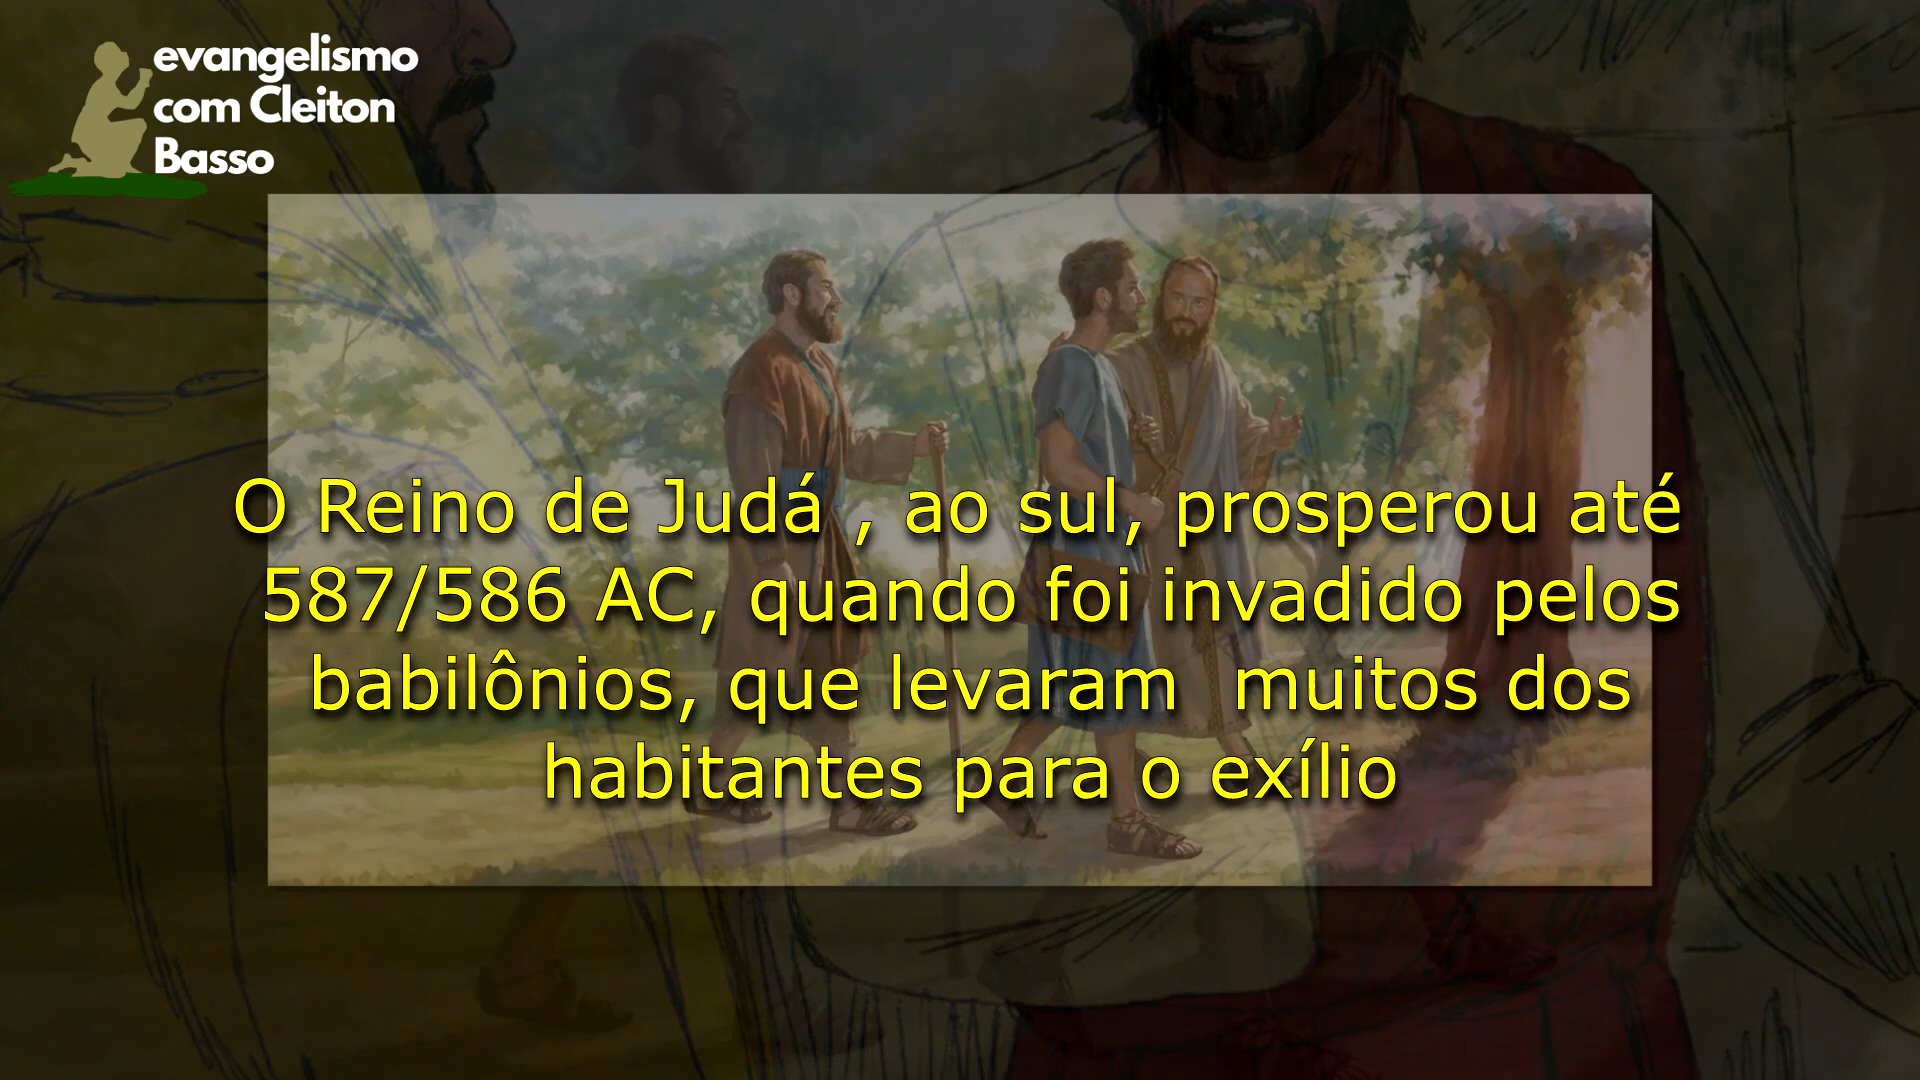 evangelismo
com Cleiton
Basso
O Reino de Judá , ao sul, prosperou até
587/586 AC, quando foi invadido pelos
babilônios, que levaram  muitos dos
habitantes para o exílio